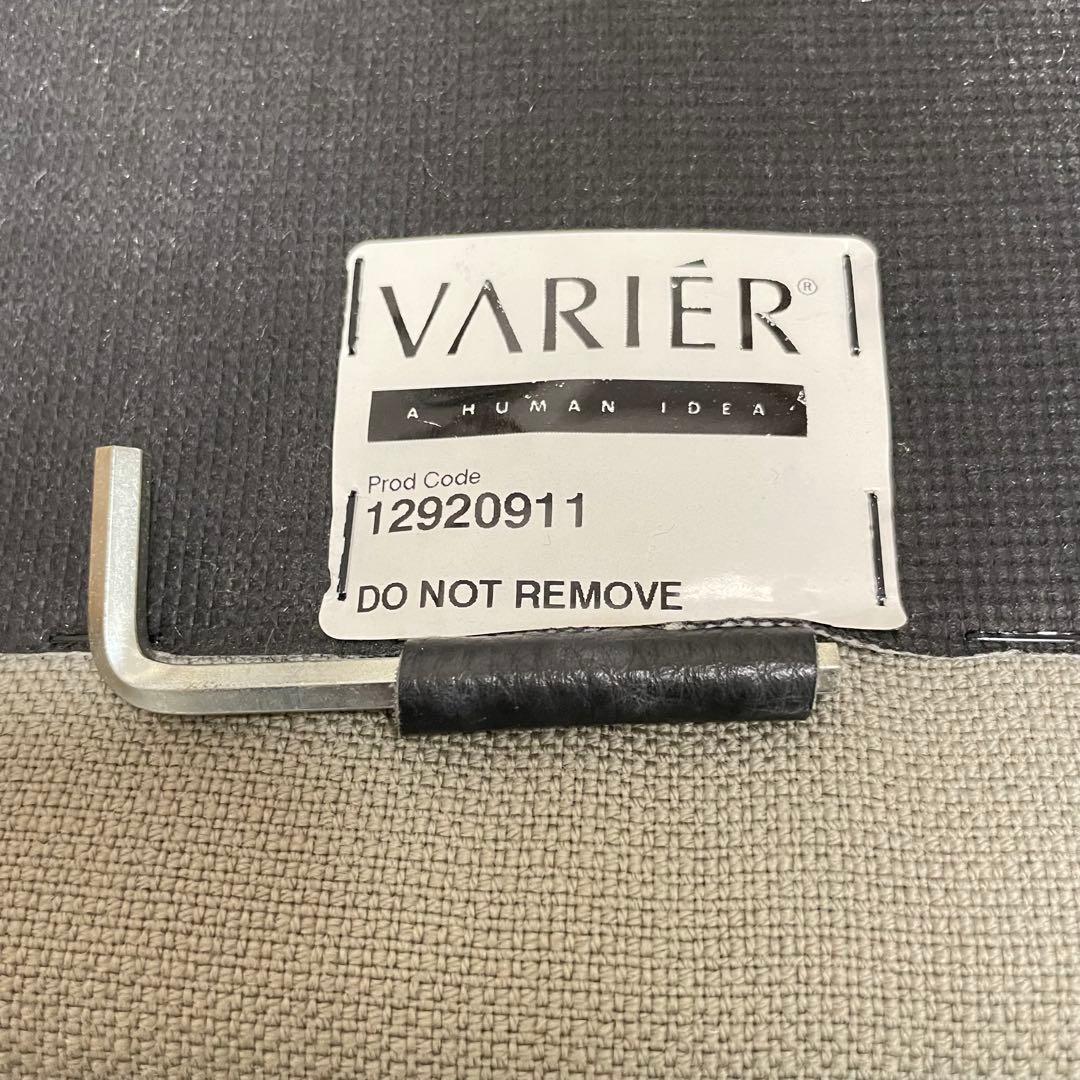 VARIÉR®
A HUMAN IDEA
Prod Code
12920911
DO NOT REMOVE